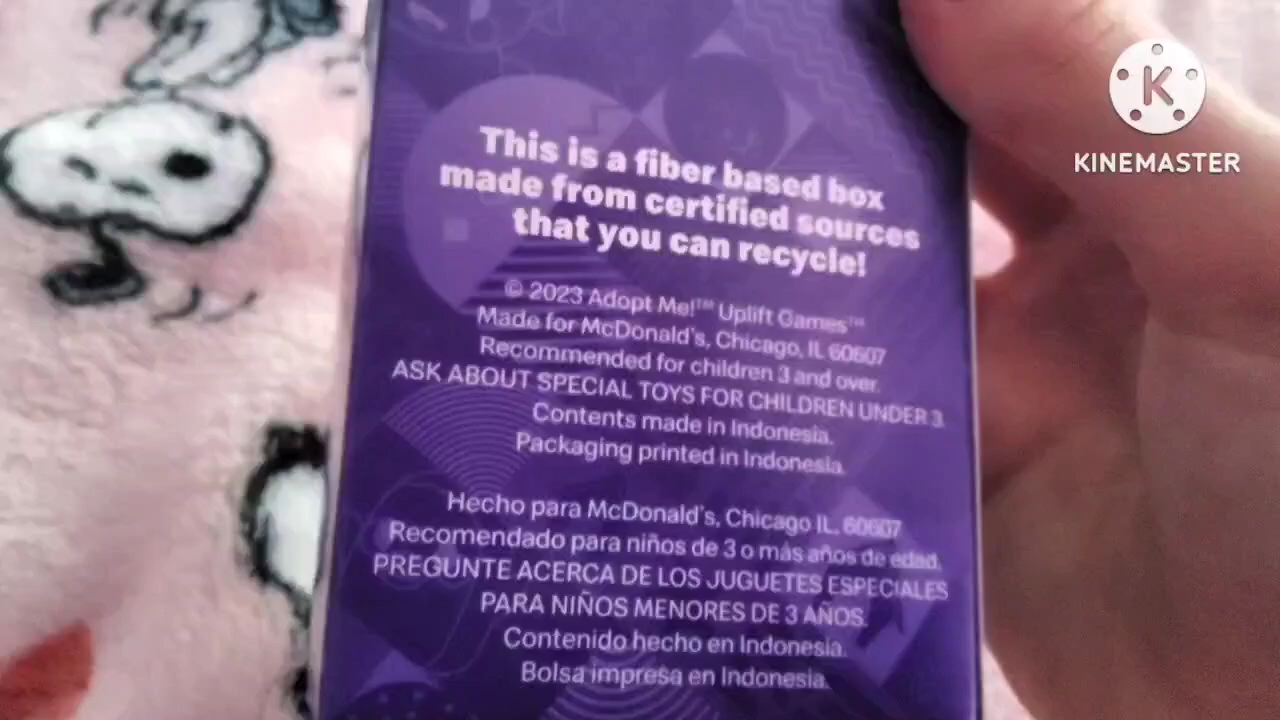 This is a fiber based box
made from certified sources
that you can recycle!
© 2023 Adopt Me!™ Uplift Games™
Made for McDonald's, Chicago, IL 60607
Recommended for children 3 and over.
ASK ABOUT SPECIAL TOYS FOR CHILDREN UNDER 3.
Contents made in Indonesia.
Packaging printed in Indonesia.
Hecho para McDonald's, Chicago IL. 60607
Recomendado para niños de 3 o más años de edad.
PREGUNTE ACERCA DE LOS JUGUETES ESPECIALES
PARA NIÑOS MENORES DE 3 AÑOS.
Contenido hecho en Indonesia.
Bolsa impresa en Indonesia.
K
KINEMASTER